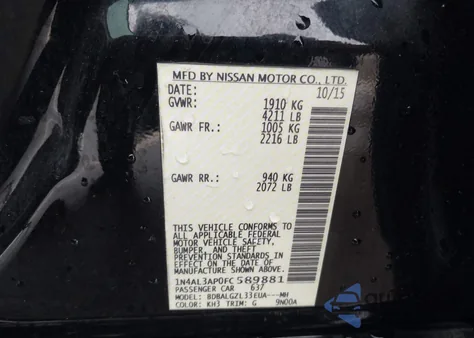 MFD BY NISSAN MOTOR CO., LTD.
DATE: 10/15
GVWR: 1910 KG
4211 LB
GAWR FR: 1005 KG
2216 LB
GAWR RR: 940 KG
2072 LB
THIS VEHICLE CONFORMS TO
ALL APPLICABLE FEDERAL
MOTOR VEHICLE SAFETY,
BUMPER, AND THEFT
PREVENTION STANDARDS IN
EFFECT ON THE DATE OF
MANUFACTURE SHOWN ABOVE.
1N4AL3AP0FC589881
PASSENGER CAR 637
MODEL: BDBALGZL33EUA---MH
COLOR: KH3 TRIM: G 9N00A